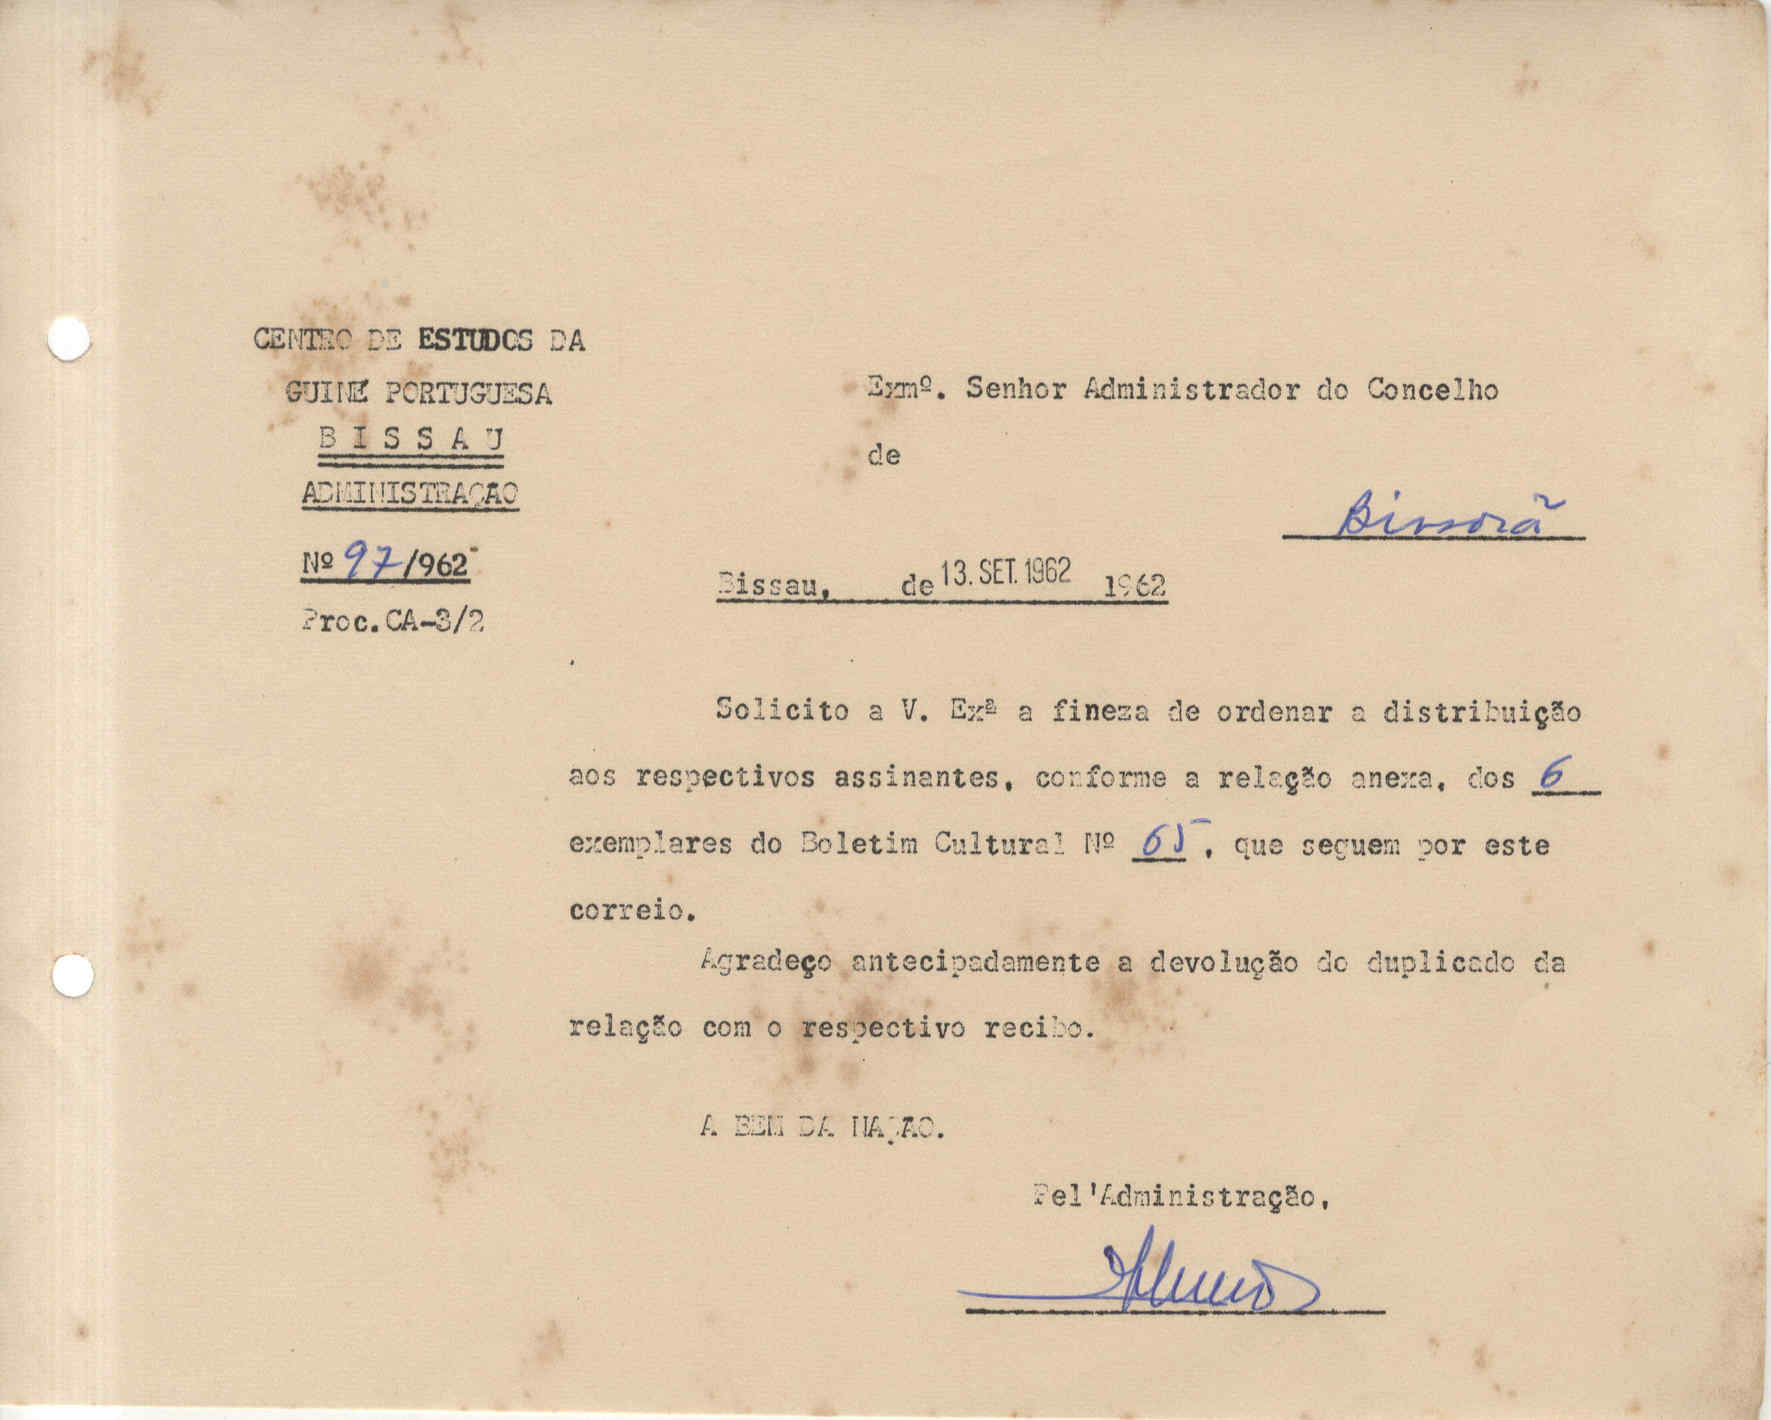 CENTRO DE ESTUDOS DA
GUINÉ PORTUGUESA
B I S S A U
ADMINISTRAÇÃO
Nº 97/962
Proc.CA-3/2
Exmº. Senhor Administrador do Concelho
de
Bissorã
Bissau, de 13. SET. 1962 1962
Solicito a V. Exª a fineza de ordenar a distribuição
aos respectivos assinantes, conforme a relação anexa, dos 6
exemplares do Boletim Cultural Nº 65, que seguem por este
correio.
Agradeço antecipadamente a devolução do duplicado da
relação com o respectivo recibo.
A BEM DA NAÇÃO.
Pel'Administração,